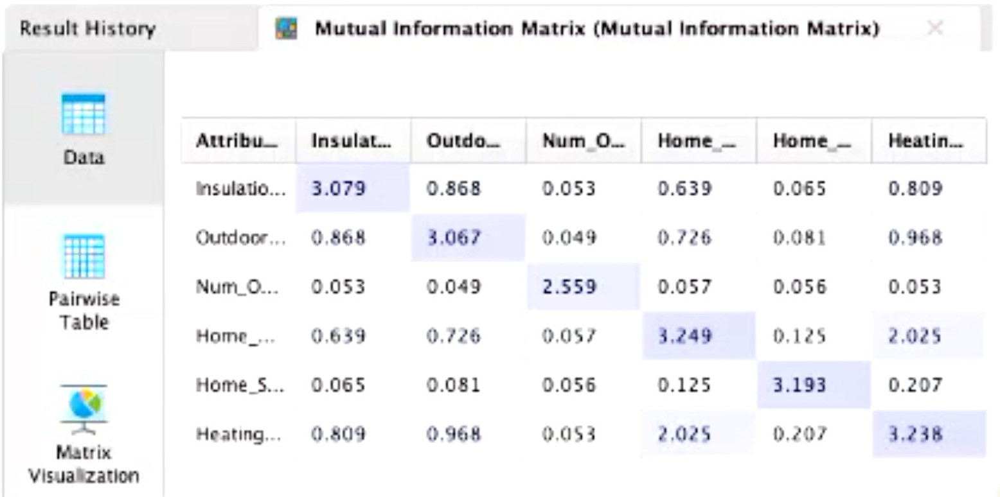 Result History
Mutual Information Matrix (Mutual Information Matrix)
Data
Pairwise
Table
Matrix
Visualization
Attribu... Insulat... Outdo... Num_O... Home_... Home_... Heatin...
Insulatio... 3.079 0.868 0.053 0.639 0.065 0.809
Outdoor... 0.868 3.067 0.049 0.726 0.081 0.968
Num_O... 0.053 0.049 2.559 0.057 0.056 0.053
Home_... 0.639 0.726 0.057 3.249 0.125 2.025
Home_S... 0.065 0.081 0.056 0.125 3.193 0.207
Heating... 0.809 0.968 0.053 2.025 0.207 3.238